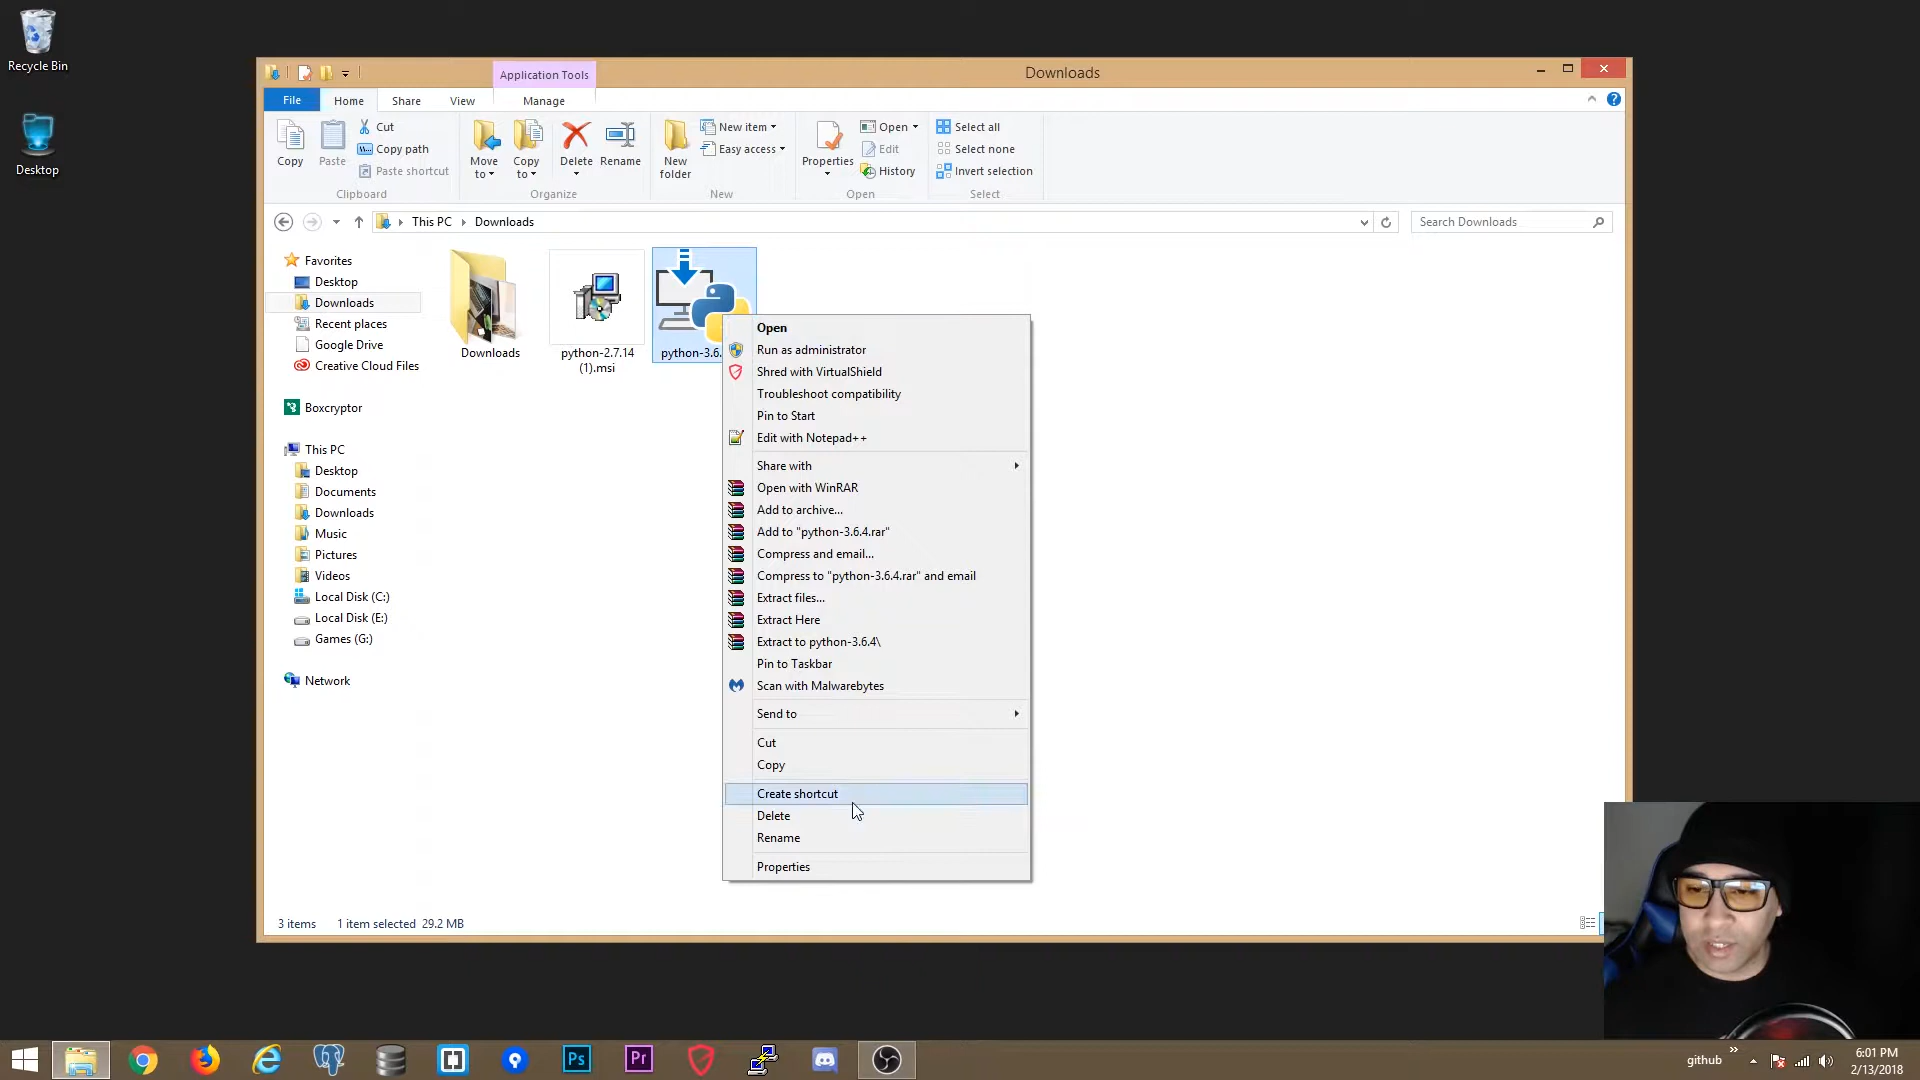 Recycle Bin
Desktop
Application Tools
Downloads
File
Home
Share
View
Manage
Copy
Paste
Cut
Copy path
Paste shortcut
Clipboard
Move to
Copy to
Delete
Rename
Organize
New folder
New item
Easy access
New
Properties
Open
Edit
History
Open
Select all
Select none
Invert selection
Select
This PC
Downloads
Search Downloads
Favorites
Desktop
Downloads
Recent places
Google Drive
Creative Cloud Files
Boxcryptor
This PC
Desktop
Documents
Downloads
Music
Pictures
Videos
Local Disk (C:)
Local Disk (E:)
Games (G:)
Network
Downloads
python-2.7.14
(1).msi
python-3.6.
Open
Run as administrator
Shred with VirtualShield
Troubleshoot compatibility
Pin to Start
Edit with Notepad++
Share with
Open with WinRAR
Add to archive...
Add to "python-3.6.4.rar"
Compress and email...
Compress to "python-3.6.4.rar" and email
Extract files...
Extract Here
Extract to python-3.6.4\
Pin to Taskbar
Scan with Malwarebytes
Send to
Cut
Copy
Create shortcut
Delete
Rename
Properties
3 items
1 item selected 29.2 MB
Ps
Pr
github
6:01 PM
2/13/2018